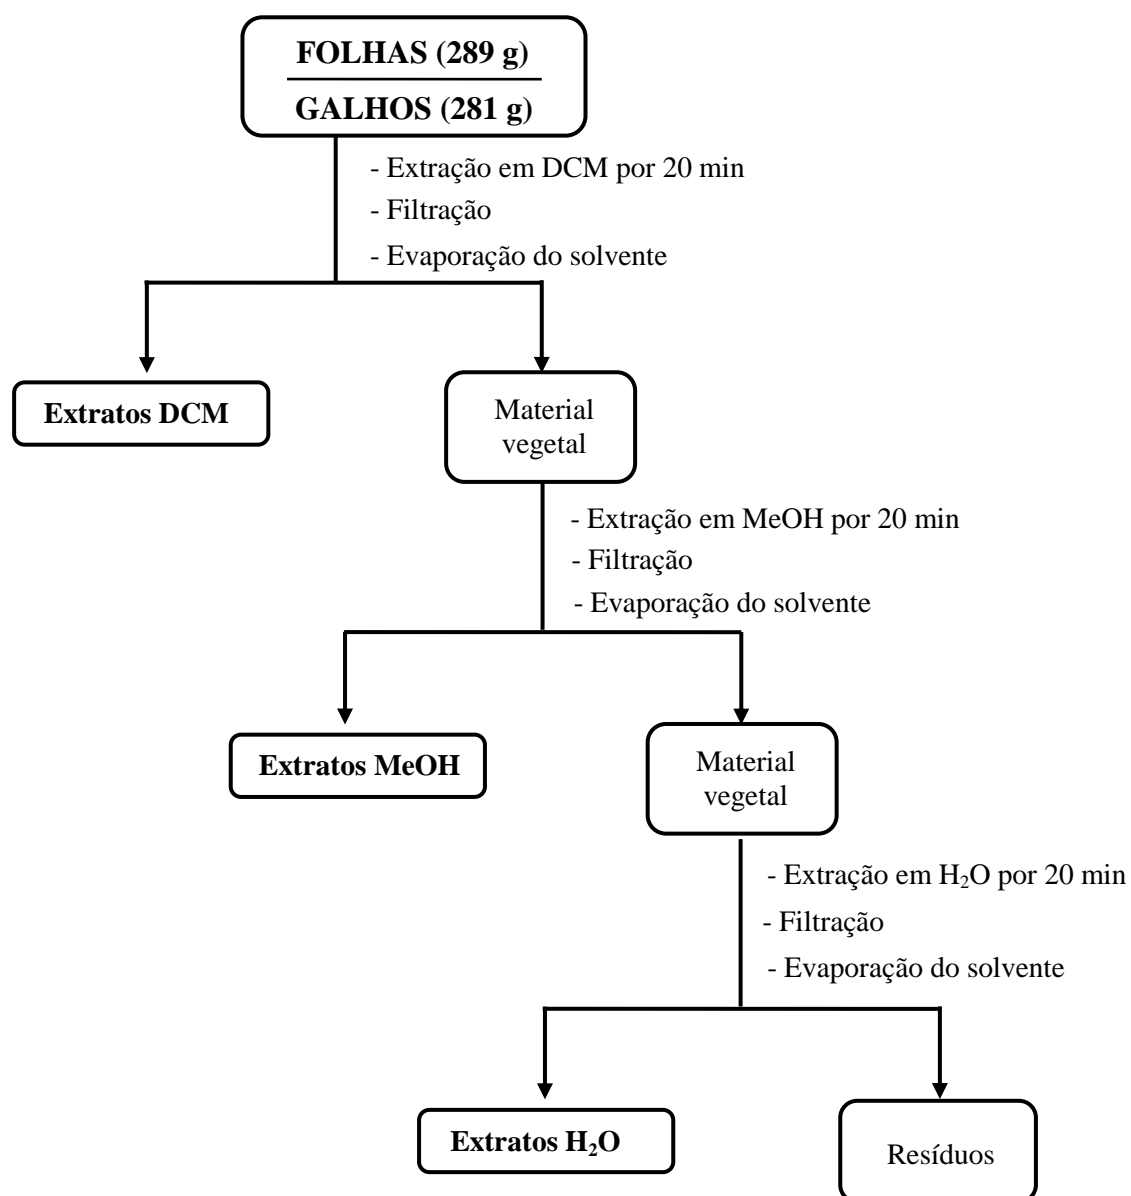 FOLHAS (289 g)
GALHOS (281 g)
- Extração em DCM por 20 min
- Filtração
- Evaporação do solvente
Extratos DCM
Material
vegetal
- Extração em MeOH por 20 min
- Filtração
- Evaporação do solvente
Extratos MeOH
Material
vegetal
- Extração em H₂O por 20 min
- Filtração
- Evaporação do solvente
Extratos H₂O
Resíduos